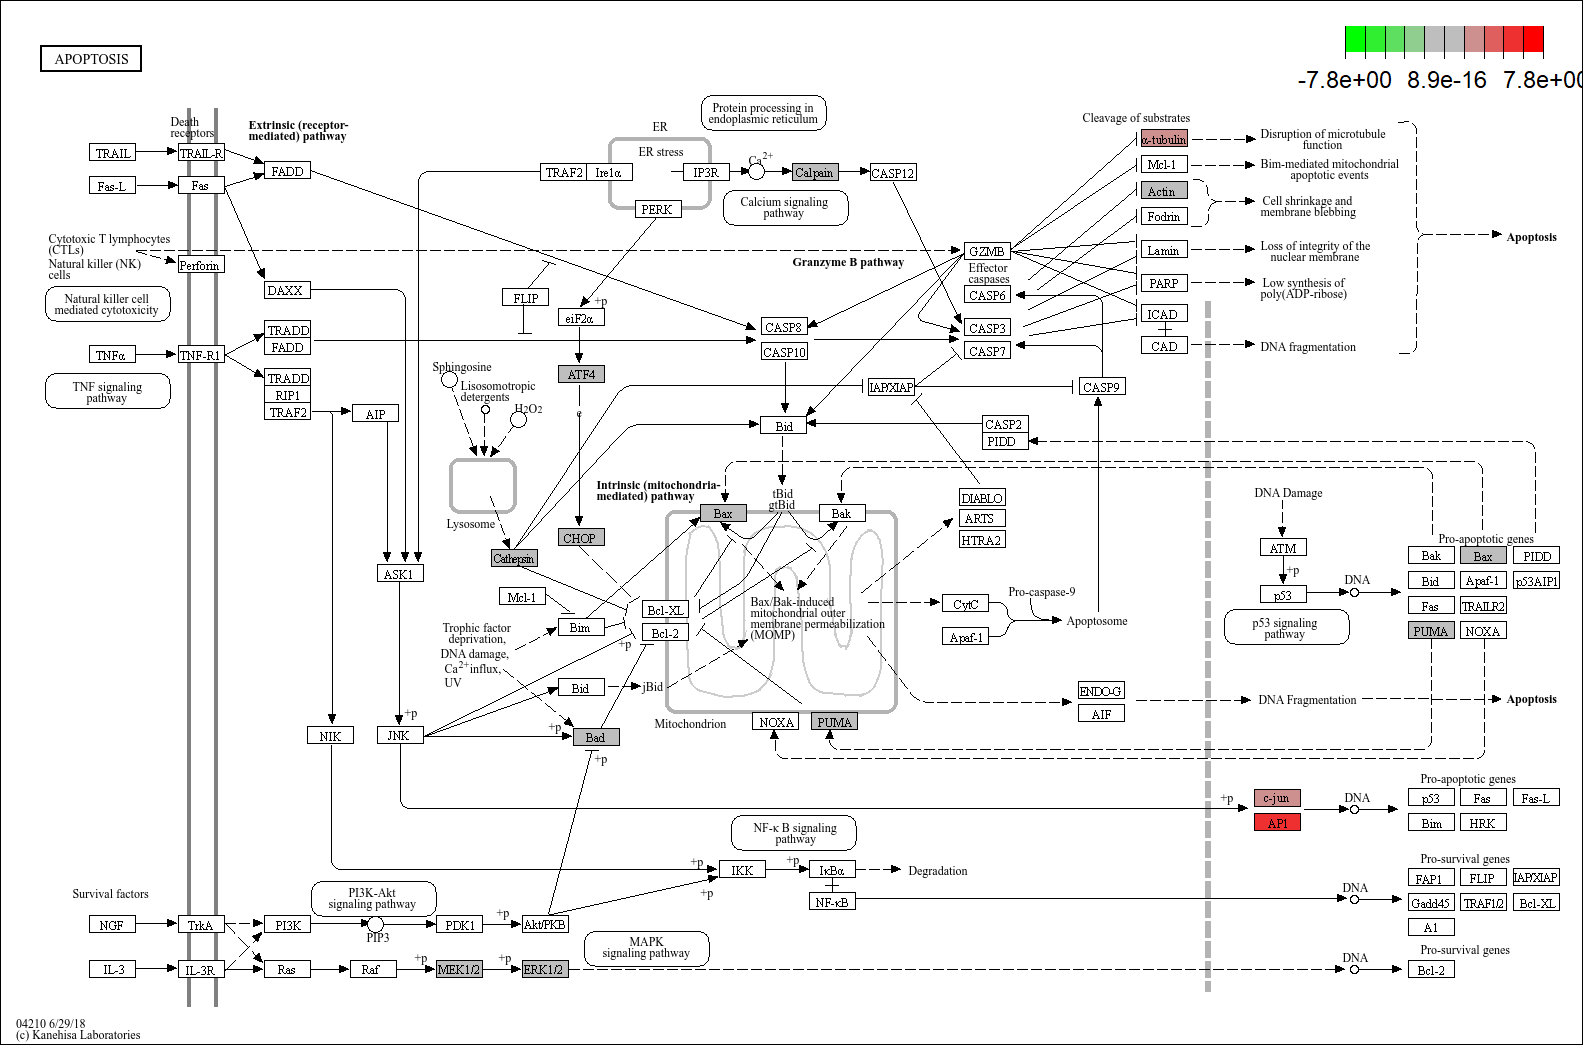 APOPTOSIS
-7.8e+00 8.9e-16 7.8e+00
Death
receptors
Extrinsic (receptor-
mediated) pathway
TRAIL
TRAIL-R
Fas-L
Fas
FADD
Cytotoxic T lymphocytes
(CTLs)
Natural killer (NK)
cells
Perforin
Natural killer cell
mediated cytotoxicity
DAXX
TNFα
TNF-R1
TRADD
FADD
TNF signaling
pathway
TRADD
RIP1
TRAF2
AIP
ER
ER stress
Protein processing in
endoplasmic reticulum
TRAF2
Ire1α
IP3R
PERK
Ca2+
Calpain
CASP12
Calcium signaling
pathway
Granzyme B pathway
FLIP
+p
eiF2α
ATF4
e
CHOP
GZMB
Effector
caspases
CASP6
CASP3
CASP7
CASP8
CASP10
IAP/XIAP
CASP9
Bid
CASP2
PIDD
Cleavage of substrates
α-tubulin
Mcl-1
Actin
Fodrin
Lamin
PARP
ICAD
CAD
Disruption of microtubule
function
Bim-mediated mitochondrial
apoptotic events
Cell shrinkage and
membrane blebbing
Loss of integrity of the
nuclear membrane
Low synthesis of
poly(ADP-ribose)
DNA fragmentation
Apoptosis
Sphingosine
Lisosomotropic
detergents
H2O2
Lysosome
Cathepsin
Intrinsic (mitochondria-
mediated) pathway
tBid
gtBid
Bax
Bak
DIABLO
ARTS
HTRA2
ASK1
Mcl-1
Bim
Bcl-XL
Bcl-2
+p
Bax/Bak-induced
mitochondrial outer
membrane permeabilization
(MOMP)
CytC
Apaf-1
Pro-caspase-9
Apoptosome
Trophic factor
deprivation,
DNA damage,
Ca2+influx,
UV
Bid
jBid
+p
Bad
+p
Mitochondrion
NOXA
PUMA
ENDO-G
AIF
DNA Fragmentation
Apoptosis
NIK
+p
JNK
DNA Damage
ATM
+p
p53
DNA
p53 signaling
pathway
Pro-apoptotic genes
Bak
Bax
PIDD
Bid
Apaf-1
p53AIP1
Fas
TRAILR2
PUMA
NOXA
+p
c-jun
AP1
DNA
Pro-apoptotic genes
p53
Fas
Fas-L
Bim
HRK
NF-κ B signaling
pathway
+p
IKK
+p
+p
IκBα
NF-κB
Degradation
DNA
Pro-survival genes
FAP1
FLIP
IAP/XIAP
Gadd45
TRAF1/2
Bcl-XL
A1
Survival factors
PI3K-Akt
signaling pathway
NGF
TrkA
PI3K
PIP3
PDK1
+p
Akt/PKB
MAPK
signaling pathway
IL-3
IL-3R
Ras
Raf
+p
MEK1/2
+p
ERK1/2
DNA
Pro-survival genes
Bcl-2
04210 6/29/18
(c) Kanehisa Laboratories